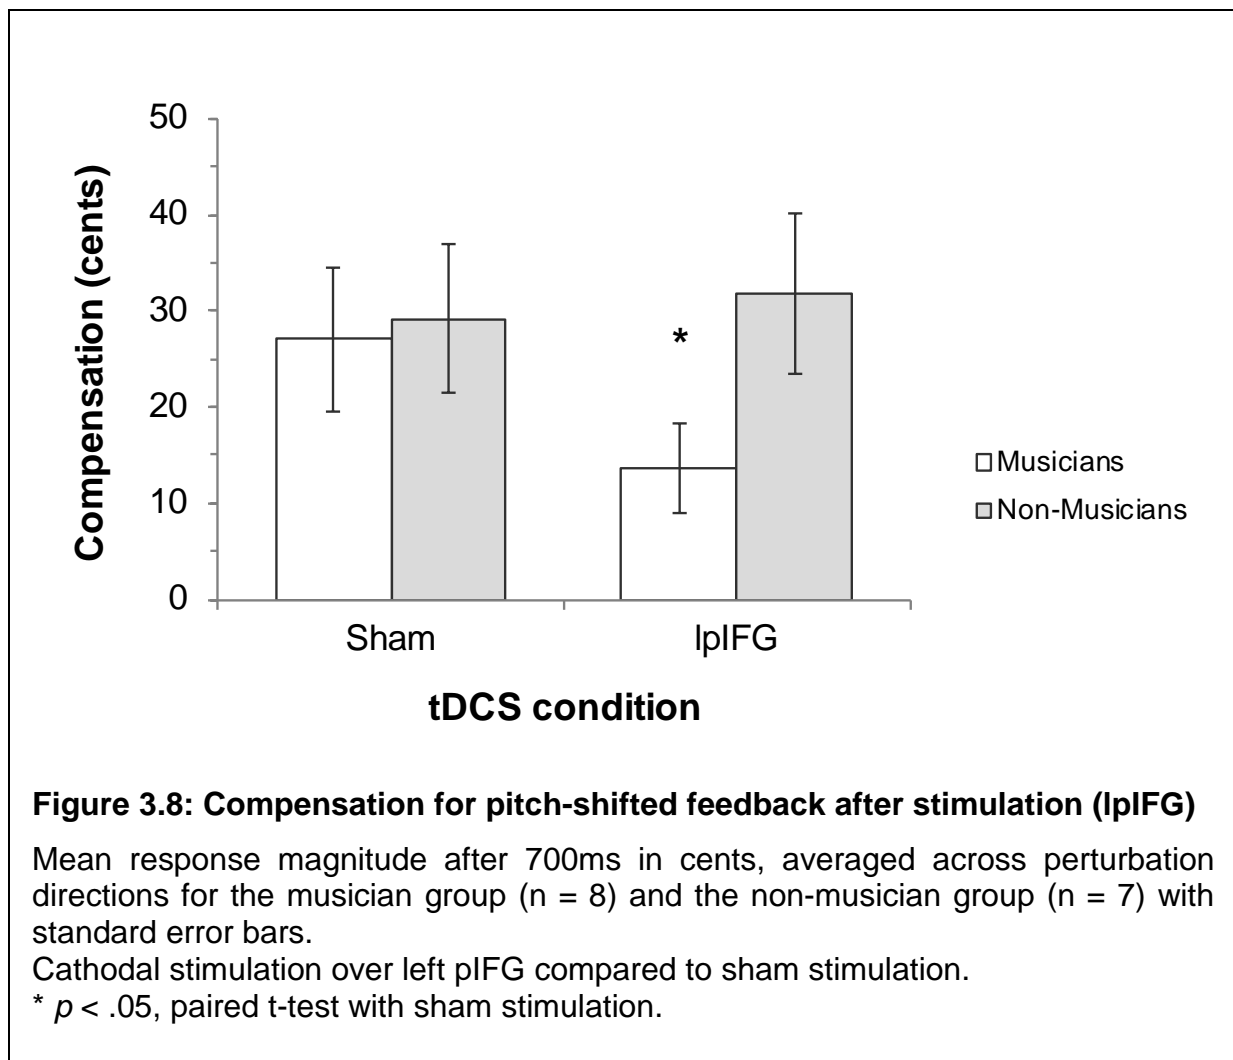 50
40
30
20
10
0
Compensation (cents)
*
Sham
lpIFG
tDCS condition
Musicians
Non-Musicians
Figure 3.8: Compensation for pitch-shifted feedback after stimulation (lpIFG)
Mean response magnitude after 700ms in cents, averaged across perturbation
directions for the musician group (n = 8) and the non-musician group (n = 7) with
standard error bars.
Cathodal stimulation over left pIFG compared to sham stimulation.
* p < .05, paired t-test with sham stimulation.